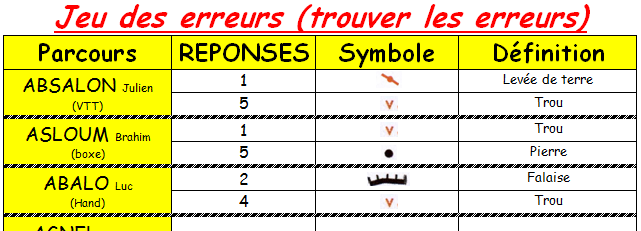 Jeu des erreurs (trouver les erreurs)
Parcours REPONSES Symbole Définition
ABSALON Julien
(VTT)
1 Levée de terre
5 Trou
ASLOUM Brahim
(boxe)
1 Trou
5 Pierre
ABALO Luc
(Hand)
2 Falaise
4 Trou